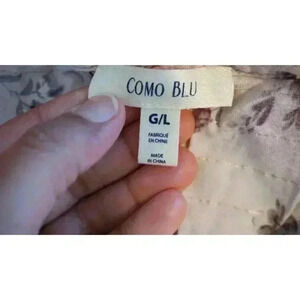 COMO BLU
G/L
FABRIQUÉ
EN CHINE
MADE
IN CHINA